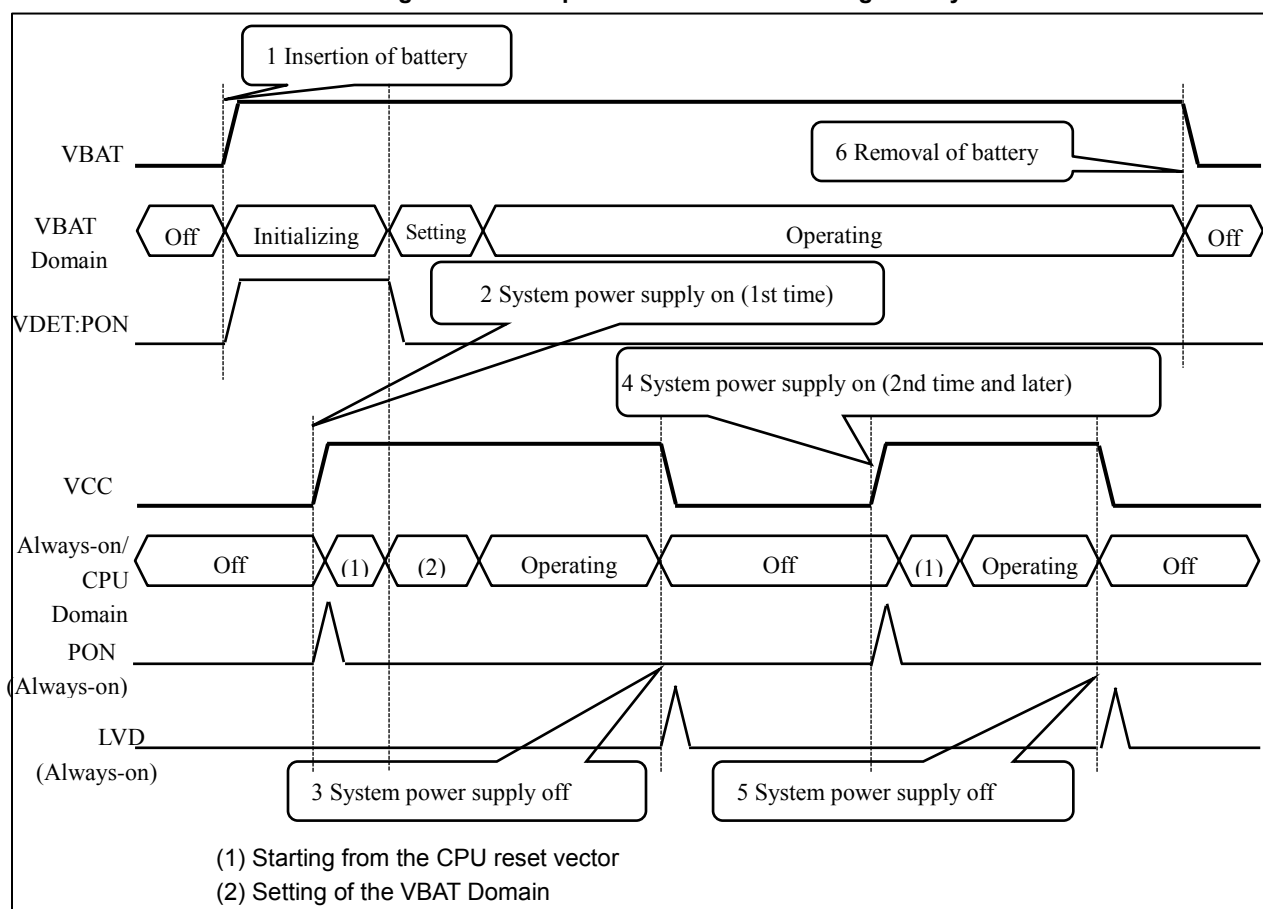 1 Insertion of battery
VBAT
6 Removal of battery
VBAT
Domain
Off
Initializing
Setting
Operating
Off
2 System power supply on (1st time)
VDET:PON
4 System power supply on (2nd time and later)
VCC
Always-on/
CPU
Domain
Off
(1)
(2)
Operating
Off
(1)
Operating
Off
PON
(Always-on)
LVD
(Always-on)
3 System power supply off
5 System power supply off
(1) Starting from the CPU reset vector
(2) Setting of the VBAT Domain